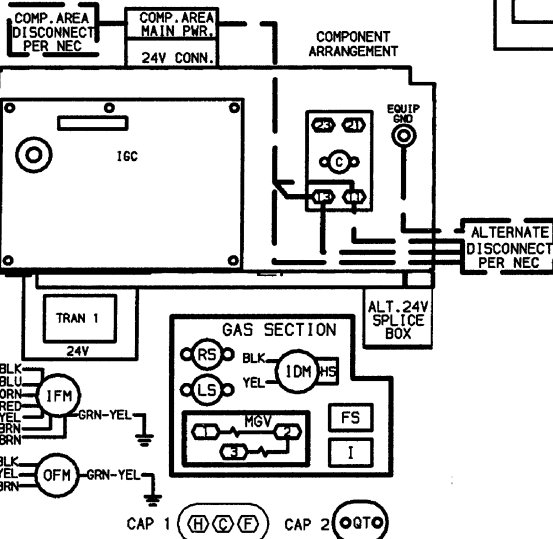 COMP.AREA
DISCONNECT
PER NEC
COMP.AREA
MAIN PWR.
24V CONN.
COMPONENT
ARRANGEMENT
IGC
23
21
C
13
11
EQUIP
GND
ALTERNATE
DISCONNECT
PER NEC
TRAN 1
24V
ALT.24V
SPLICE
BOX
GAS SECTION
RS
LS
BLK
YEL
IDM
HS
MGV
1
2
3
FS
I
BLK
BLU
ORN
RED
YEL
BRN
BRN
IFM
GRN-YEL
BLK
YEL
BRN
OFM
GRN-YEL
CAP 1
H
C
F
CAP 2
QT